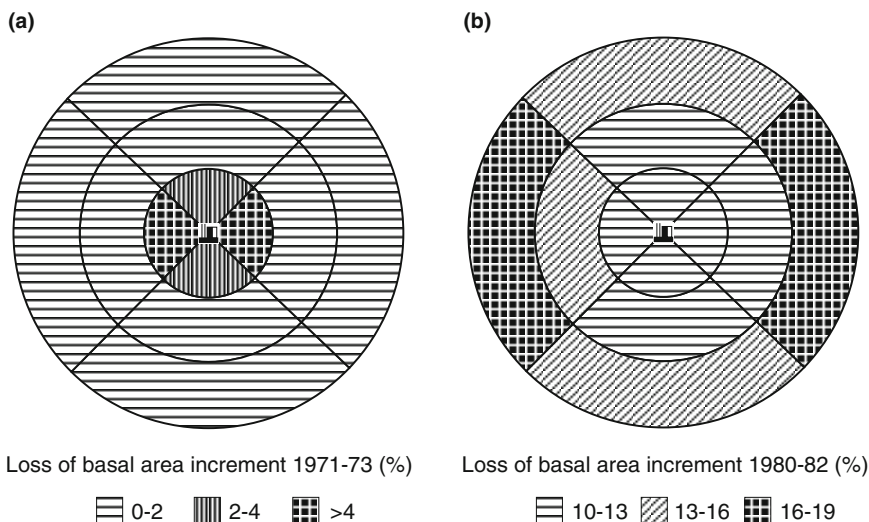 (a)
(b)
Loss of basal area increment 1971-73 (%)
0-2 2-4 >4
Loss of basal area increment 1980-82 (%)
10-13 13-16 16-19